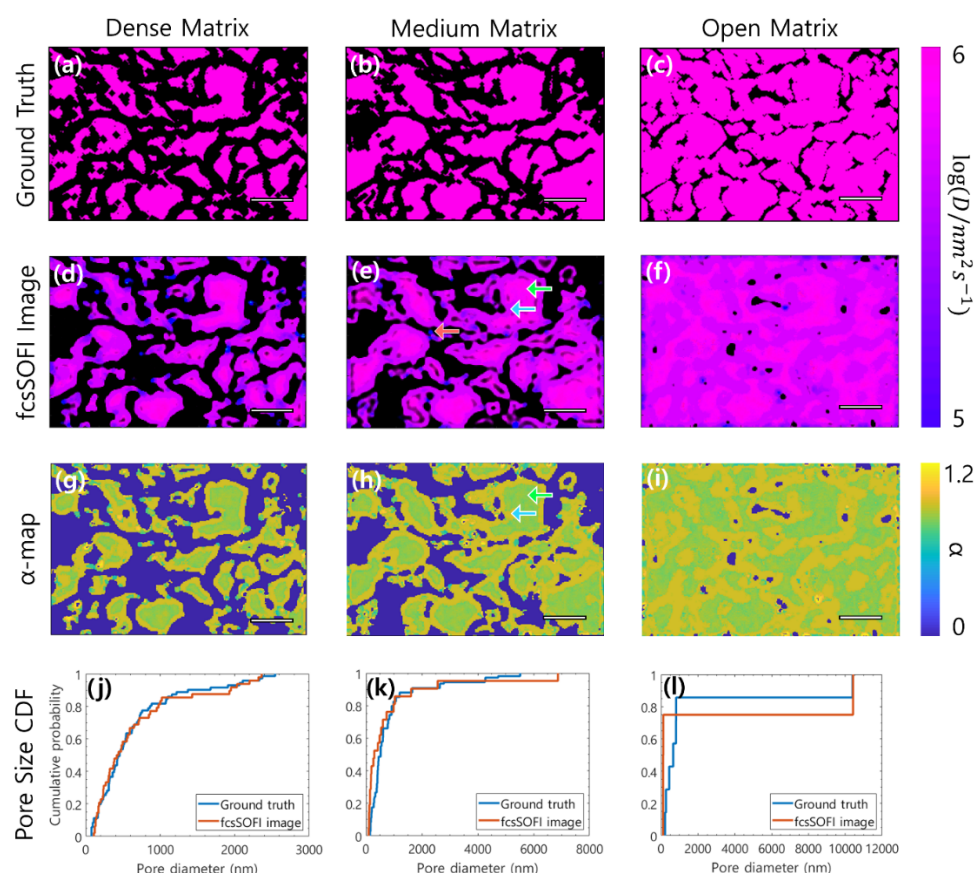 Dense Matrix Medium Matrix Open Matrix
Ground Truth
(a) (b) (c)
6
log(D/nm² s⁻¹)
5
fcsSOFI Image
(d) (e) (f)
α-map
(g) (h) (i)
1.2
α
0
Pore Size CDF
(j) (k) (l)
Cumulative probability
1
0.8
0.6
0.4
0.2
0
Ground truth
fcsSOFI image
0 1000 2000 3000
Pore diameter (nm)
1
0.8
0.6
0.4
0.2
0
Ground truth
fcsSOFI image
0 2000 4000 6000 8000
Pore diameter (nm)
1
0.8
0.6
0.4
0.2
0
Ground truth
fcsSOFI image
0 2000 4000 6000 8000 10000 12000
Pore diameter (nm)